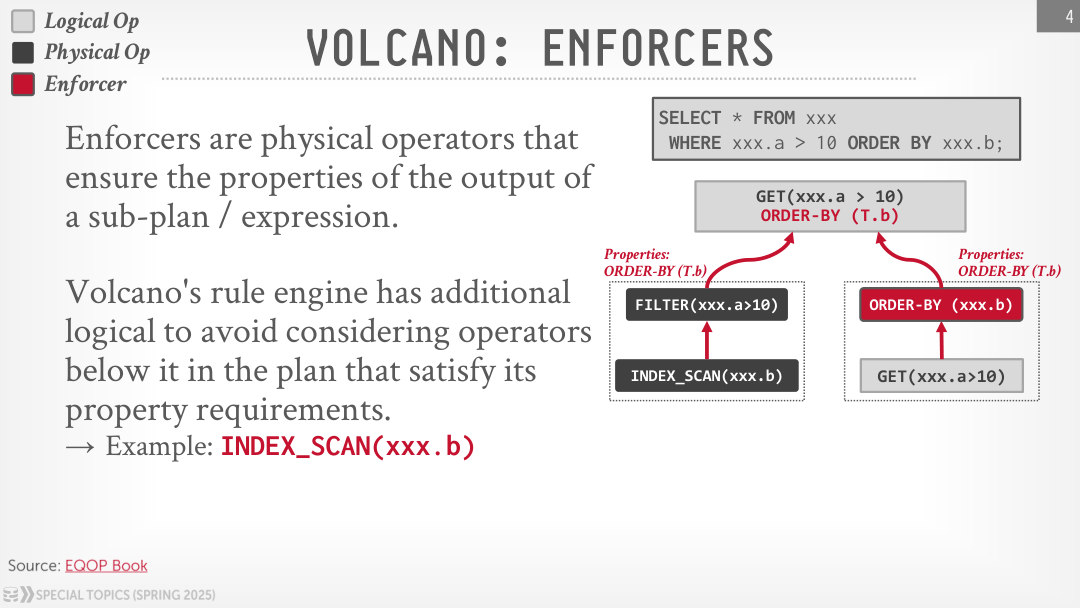 Logical Op
Physical Op
Enforcer
VOLCANO: ENFORCERS
4
Enforcers are physical operators that
ensure the properties of the output of
a sub-plan / expression.
Volcano's rule engine has additional
logical to avoid considering operators
below it in the plan that satisfy its
property requirements.
→ Example: INDEX_SCAN(xxx.b)
SELECT * FROM xxx
WHERE xxx.a > 10 ORDER BY xxx.b;
GET(xxx.a > 10)
ORDER-BY (T.b)
Properties:
ORDER-BY (T.b)
FILTER(xxx.a>10)
INDEX_SCAN(xxx.b)
Properties:
ORDER-BY (T.b)
ORDER-BY (xxx.b)
GET(xxx.a>10)
Source: EQOP Book
SPECIAL TOPICS (SPRING 2025)